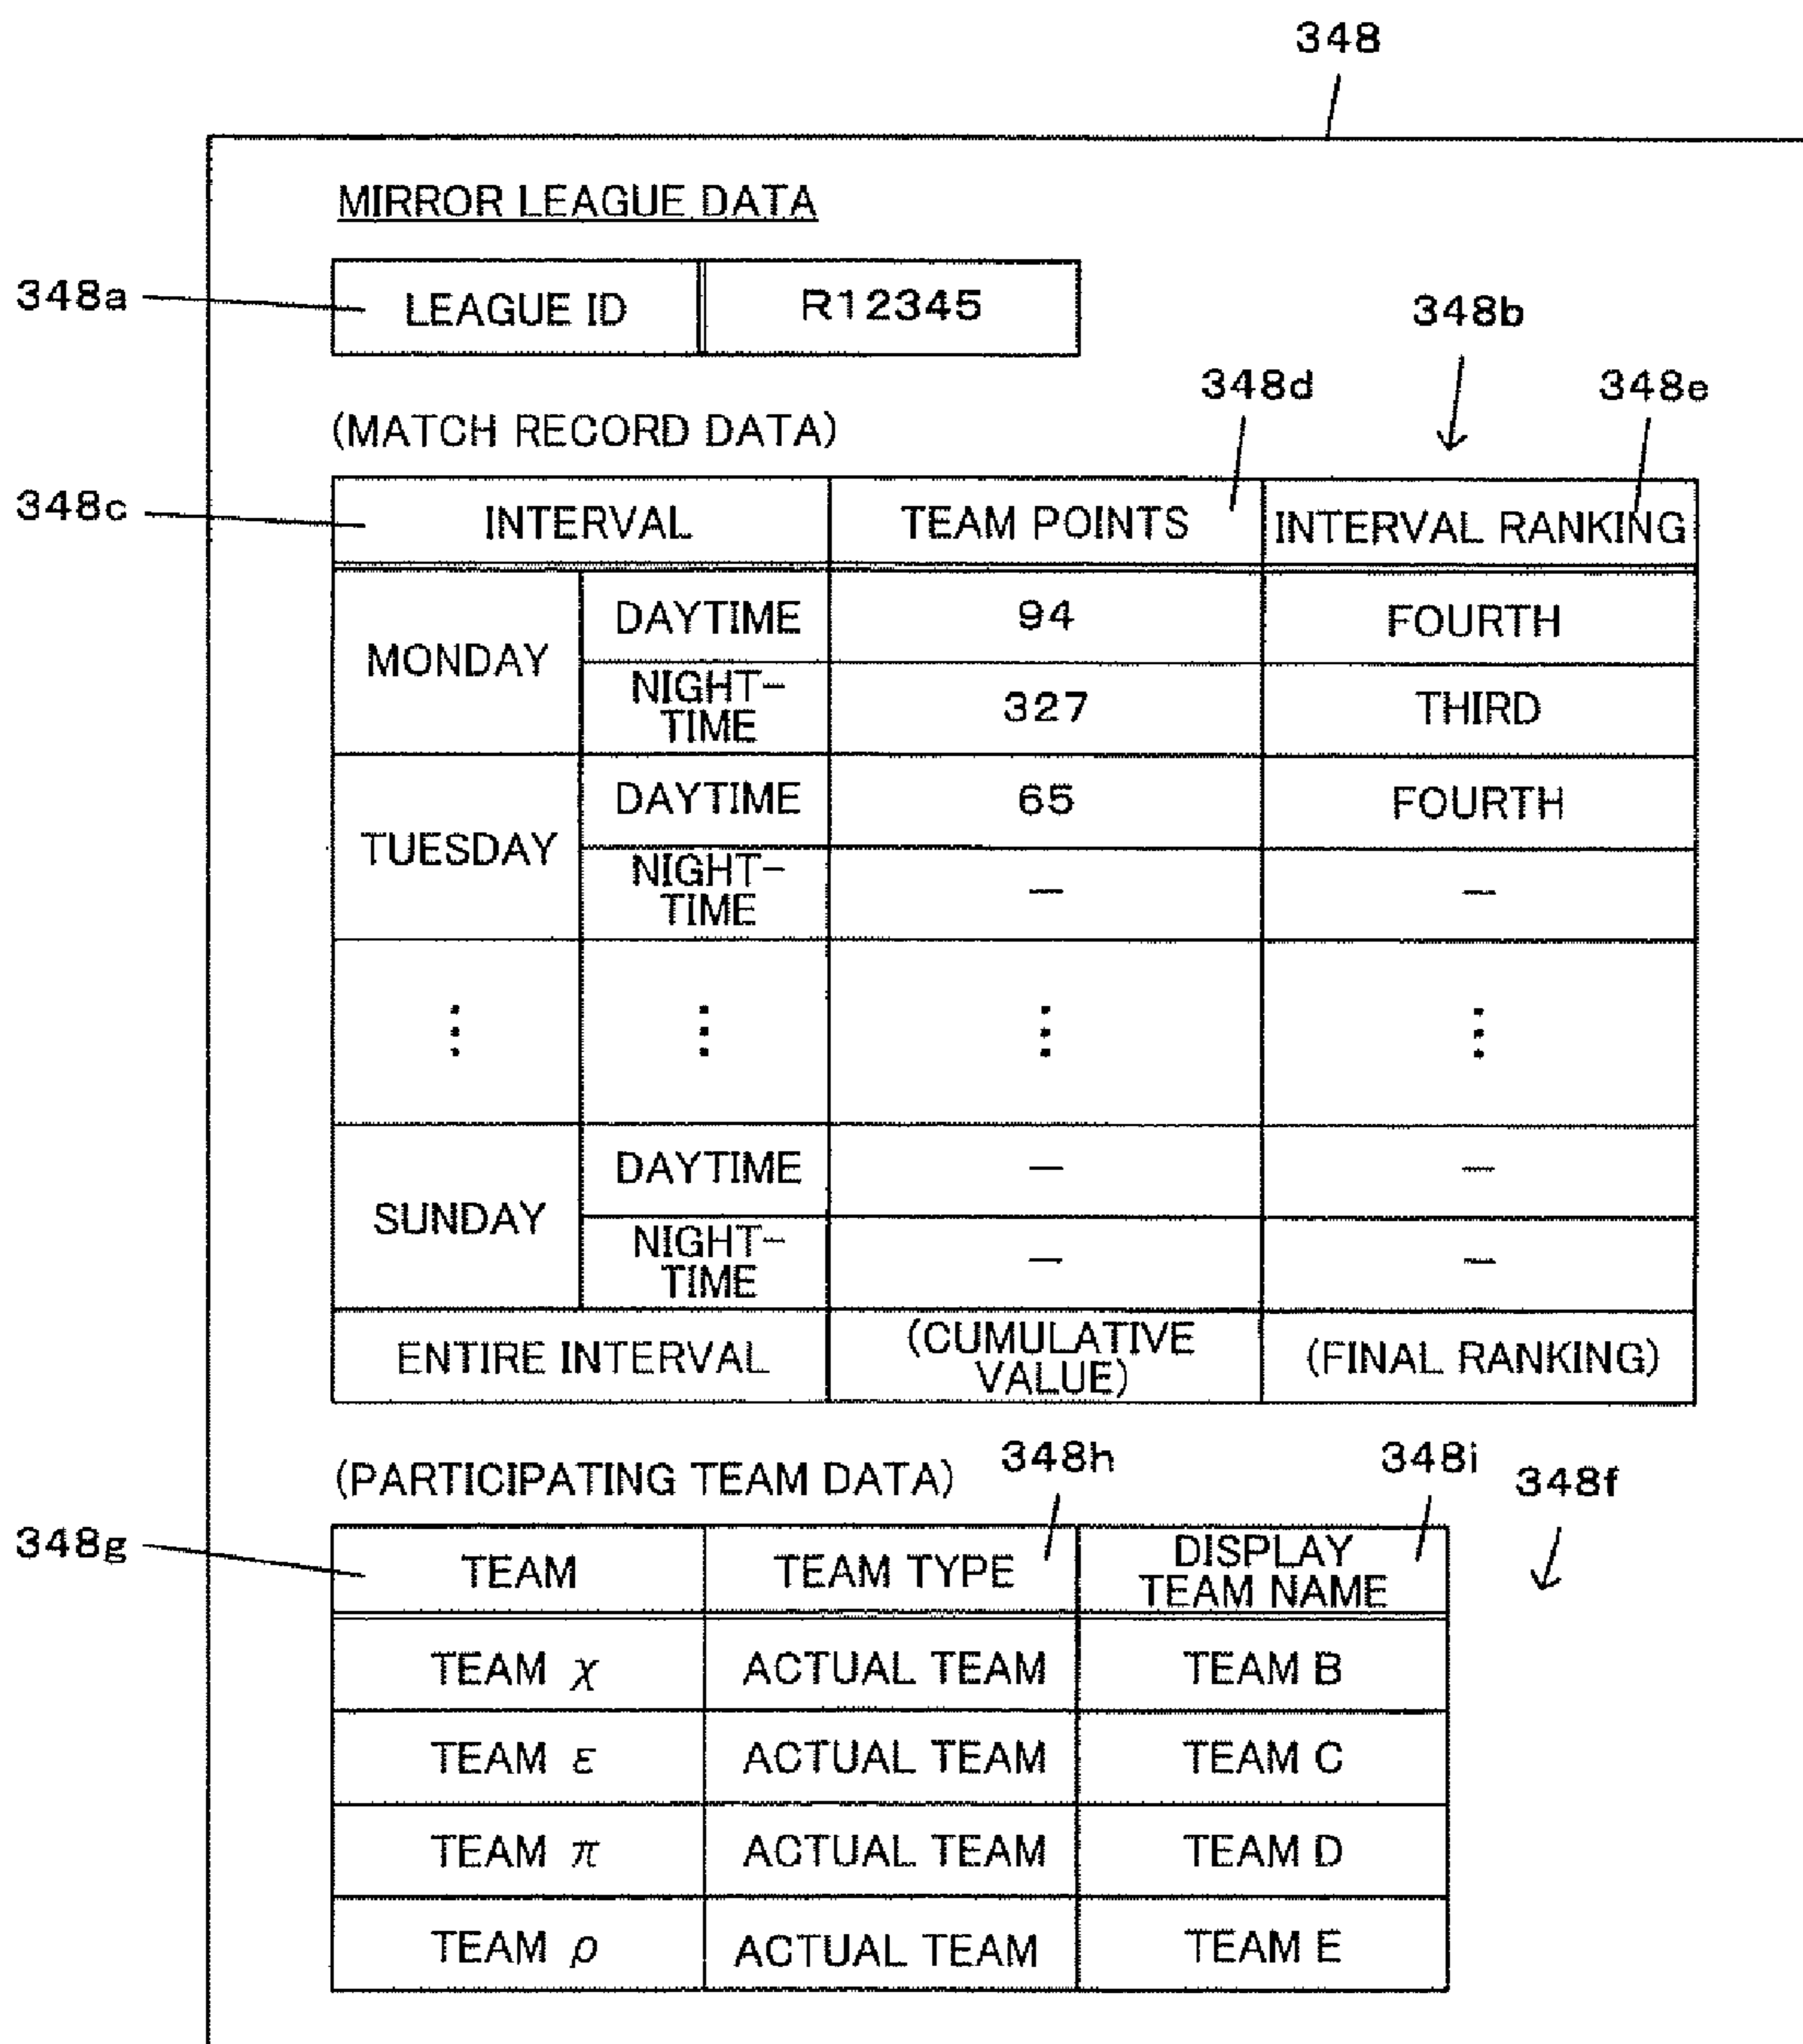 348
MIRROR LEAGUE DATA
348a
LEAGUE ID R12345
348b
348d
348e
(MATCH RECORD DATA)
348c
INTERVAL TEAM POINTS INTERVAL RANKING
MONDAY DAYTIME 94 FOURTH
NIGHT-
TIME 327 THIRD
TUESDAY DAYTIME 65 FOURTH
NIGHT-
TIME — —
⋮ ⋮ ⋮ ⋮
SUNDAY DAYTIME — —
NIGHT-
TIME — —
ENTIRE INTERVAL (CUMULATIVE
VALUE) (FINAL RANKING)
(PARTICIPATING TEAM DATA)
348h
348i
348f
348g
TEAM TEAM TYPE DISPLAY
TEAM NAME
TEAM χ ACTUAL TEAM TEAM B
TEAM ε ACTUAL TEAM TEAM C
TEAM π ACTUAL TEAM TEAM D
TEAM ρ ACTUAL TEAM TEAM E